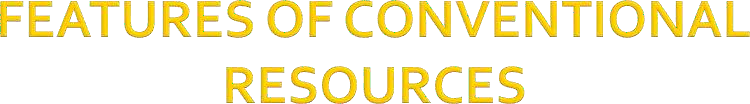 FEATURES OF CONVENTIONAL
RESOURCES